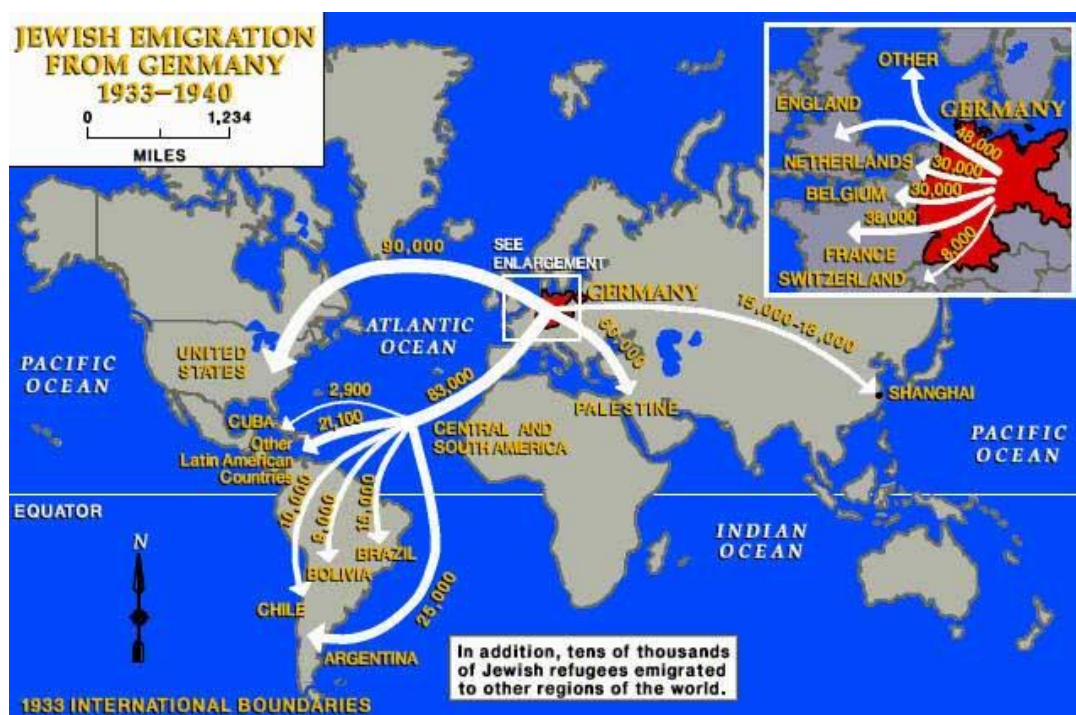 JEWISH EMIGRATION
FROM GERMANY
1933–1940
0 1,234
MILES
OTHER
ENGLAND
GERMANY
48,000
NETHERLANDS
30,000
BELGIUM
30,000
38,000
FRANCE
8,000
SWITZERLAND
90,000
SEE
ENLARGEMENT
GERMANY
15,000-18,000
ATLANTIC
OCEAN
UNITED
STATES
PACIFIC
OCEAN
83,000
PALESTINE
SHANGHAI
2,900
CUBA
21,100
Other
Latin American
Countries
CENTRAL AND
SOUTH AMERICA
PACIFIC
OCEAN
10,000
9,000
15,000
EQUATOR
INDIAN
OCEAN
N
BRAZIL
BOLIVIA
CHILE
25,000
ARGENTINA
In addition, tens of thousands
of Jewish refugees emigrated
to other regions of the world.
1933 INTERNATIONAL BOUNDARIES